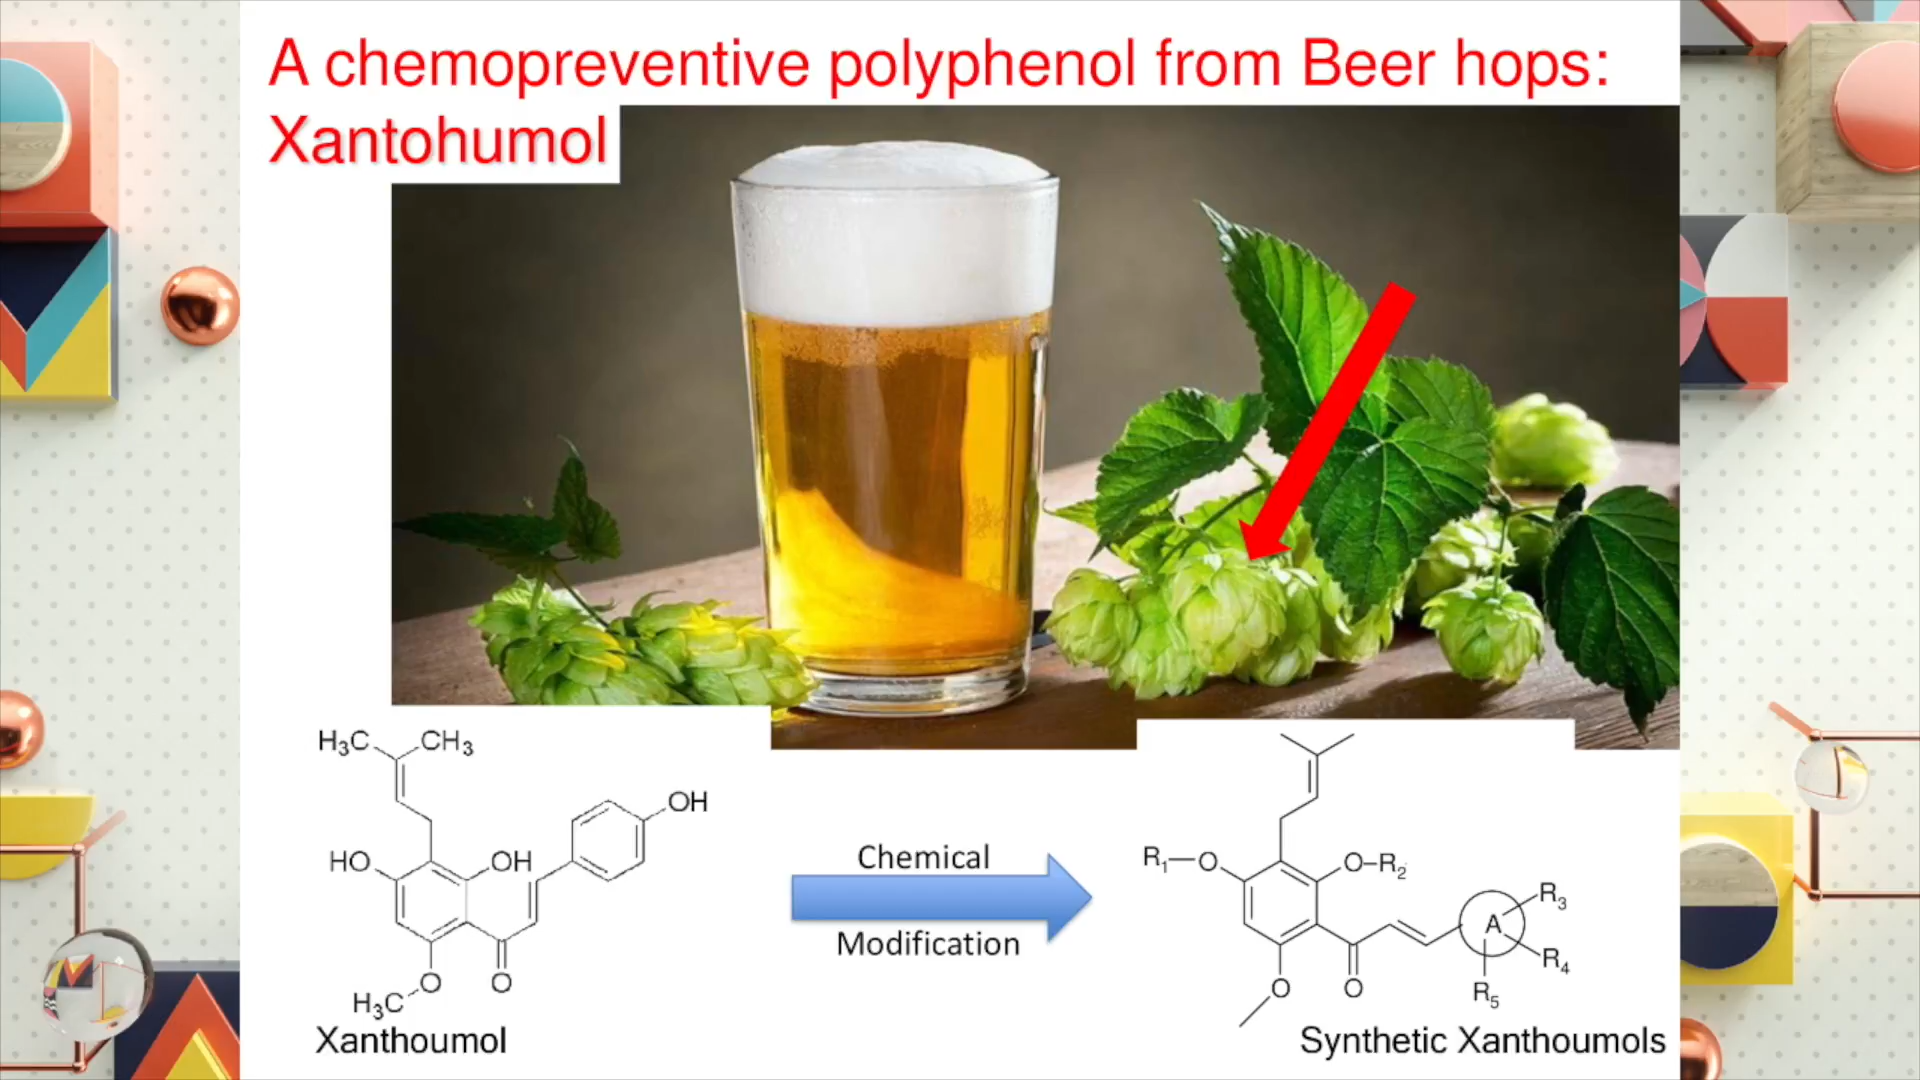 A chemopreventive polyphenol from Beer hops:
Xantohumol
H₃C CH₃
OH
HO OH
O
H₃C O
Xanthoumol
Chemical
Modification
R₁—O O—R₂
R₃
A
R₄
O O R₅
Synthetic Xanthoumols